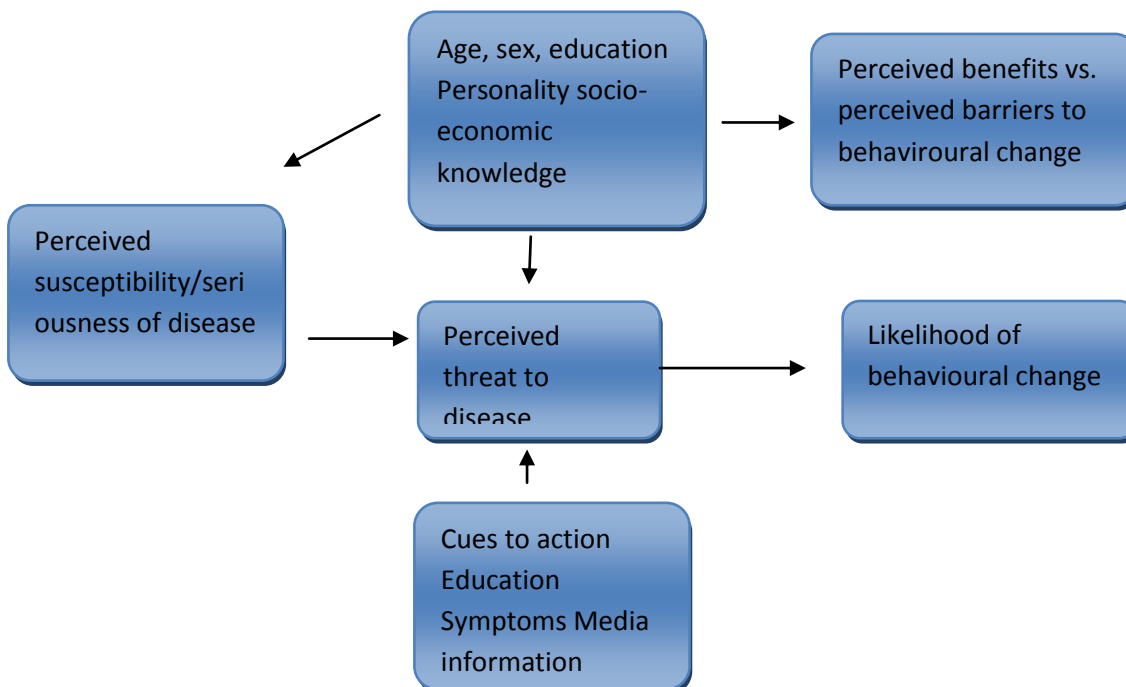 Age, sex, education
Personality socio-
economic
knowledge
Perceived benefits vs.
perceived barriers to
behaviroural change
Perceived
susceptibility/seri
ousness of disease
Perceived
threat to
disease
Likelihood of
behavioural change
Cues to action
Education
Symptoms Media
information